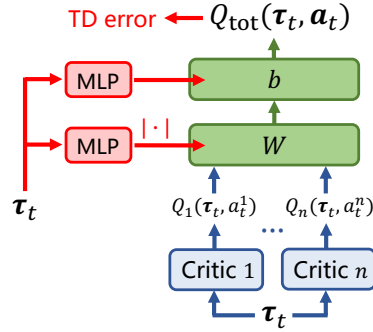 TD error Q_tot(τ_t, a_t)
MLP b
MLP |·| W
τ_t
Q_1(τ_t, a_t^1) Q_n(τ_t, a_t^n)
...
Critic 1 Critic n
τ_t